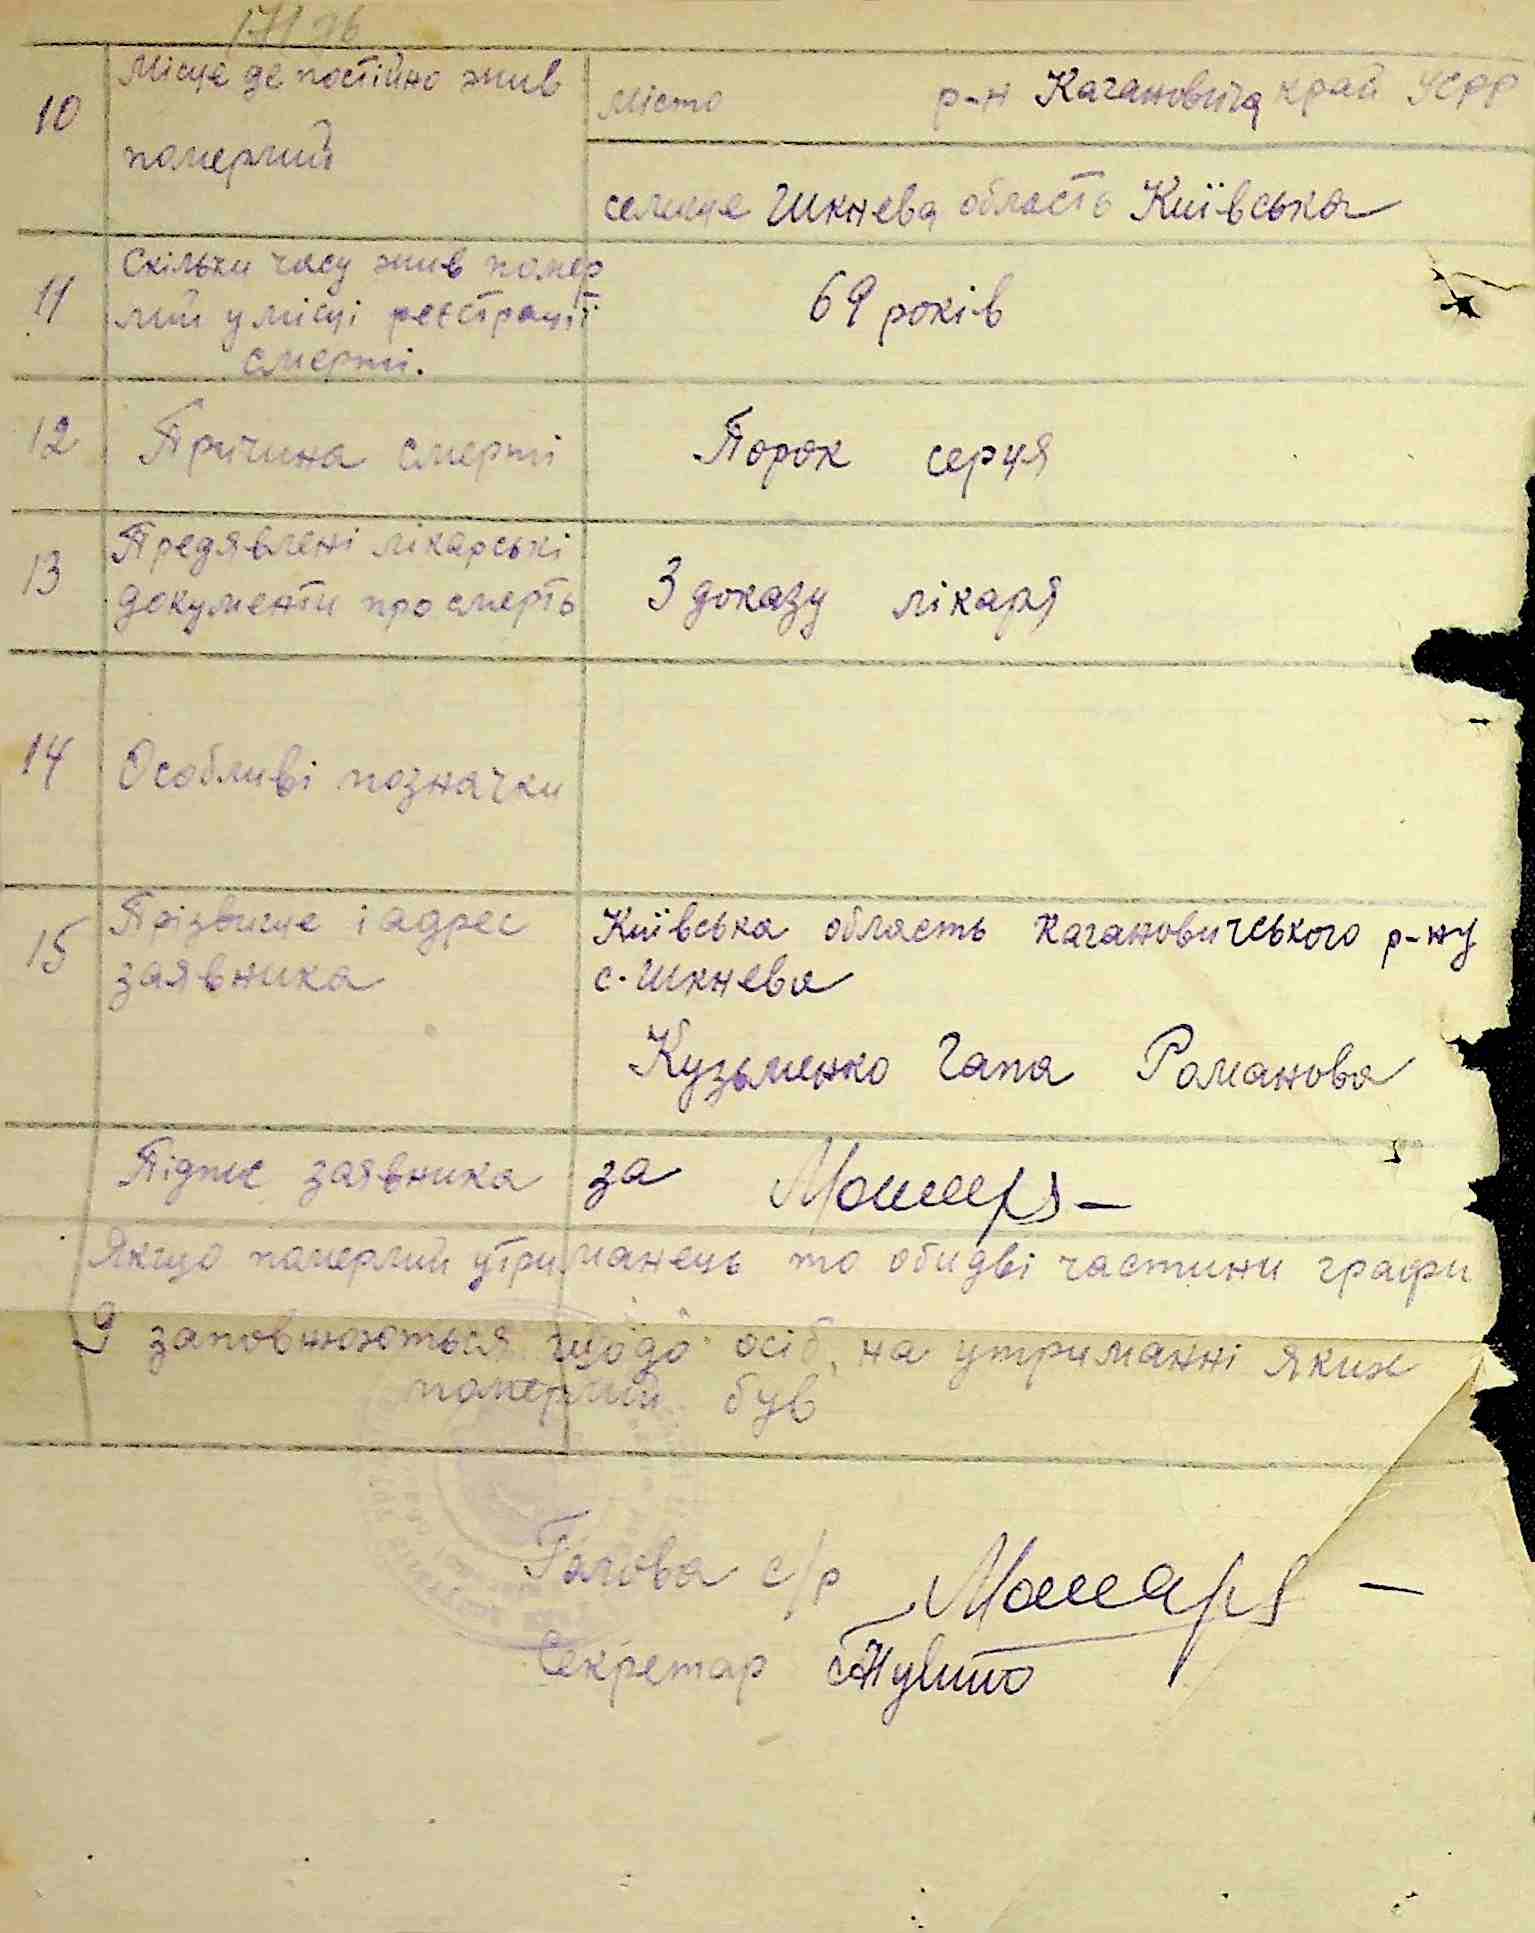 10 Місце де постійно жив
померлий
місто р-н Кагановича край УСРР
селище Шкнева область Київська
11 Скільки часу жив помер
лий у місці реєстрації
смерті.
69 років
12 Причина смерті Порок серця
13 Предявлені лікарські
документи про смерть
З доказу лікаря
14 Особливі позначки
15 Прізвище і адрес
заявника
Київська область Кагановичського р-ну
с. Шкнева
Кузьменко Гапа Романова
Підпис заявника за
Якщо померлий утриманець то обидві частини графи
9 заповнюються щодо осіб, на утриманні яких
померлий був
Голова с/р
Секретар